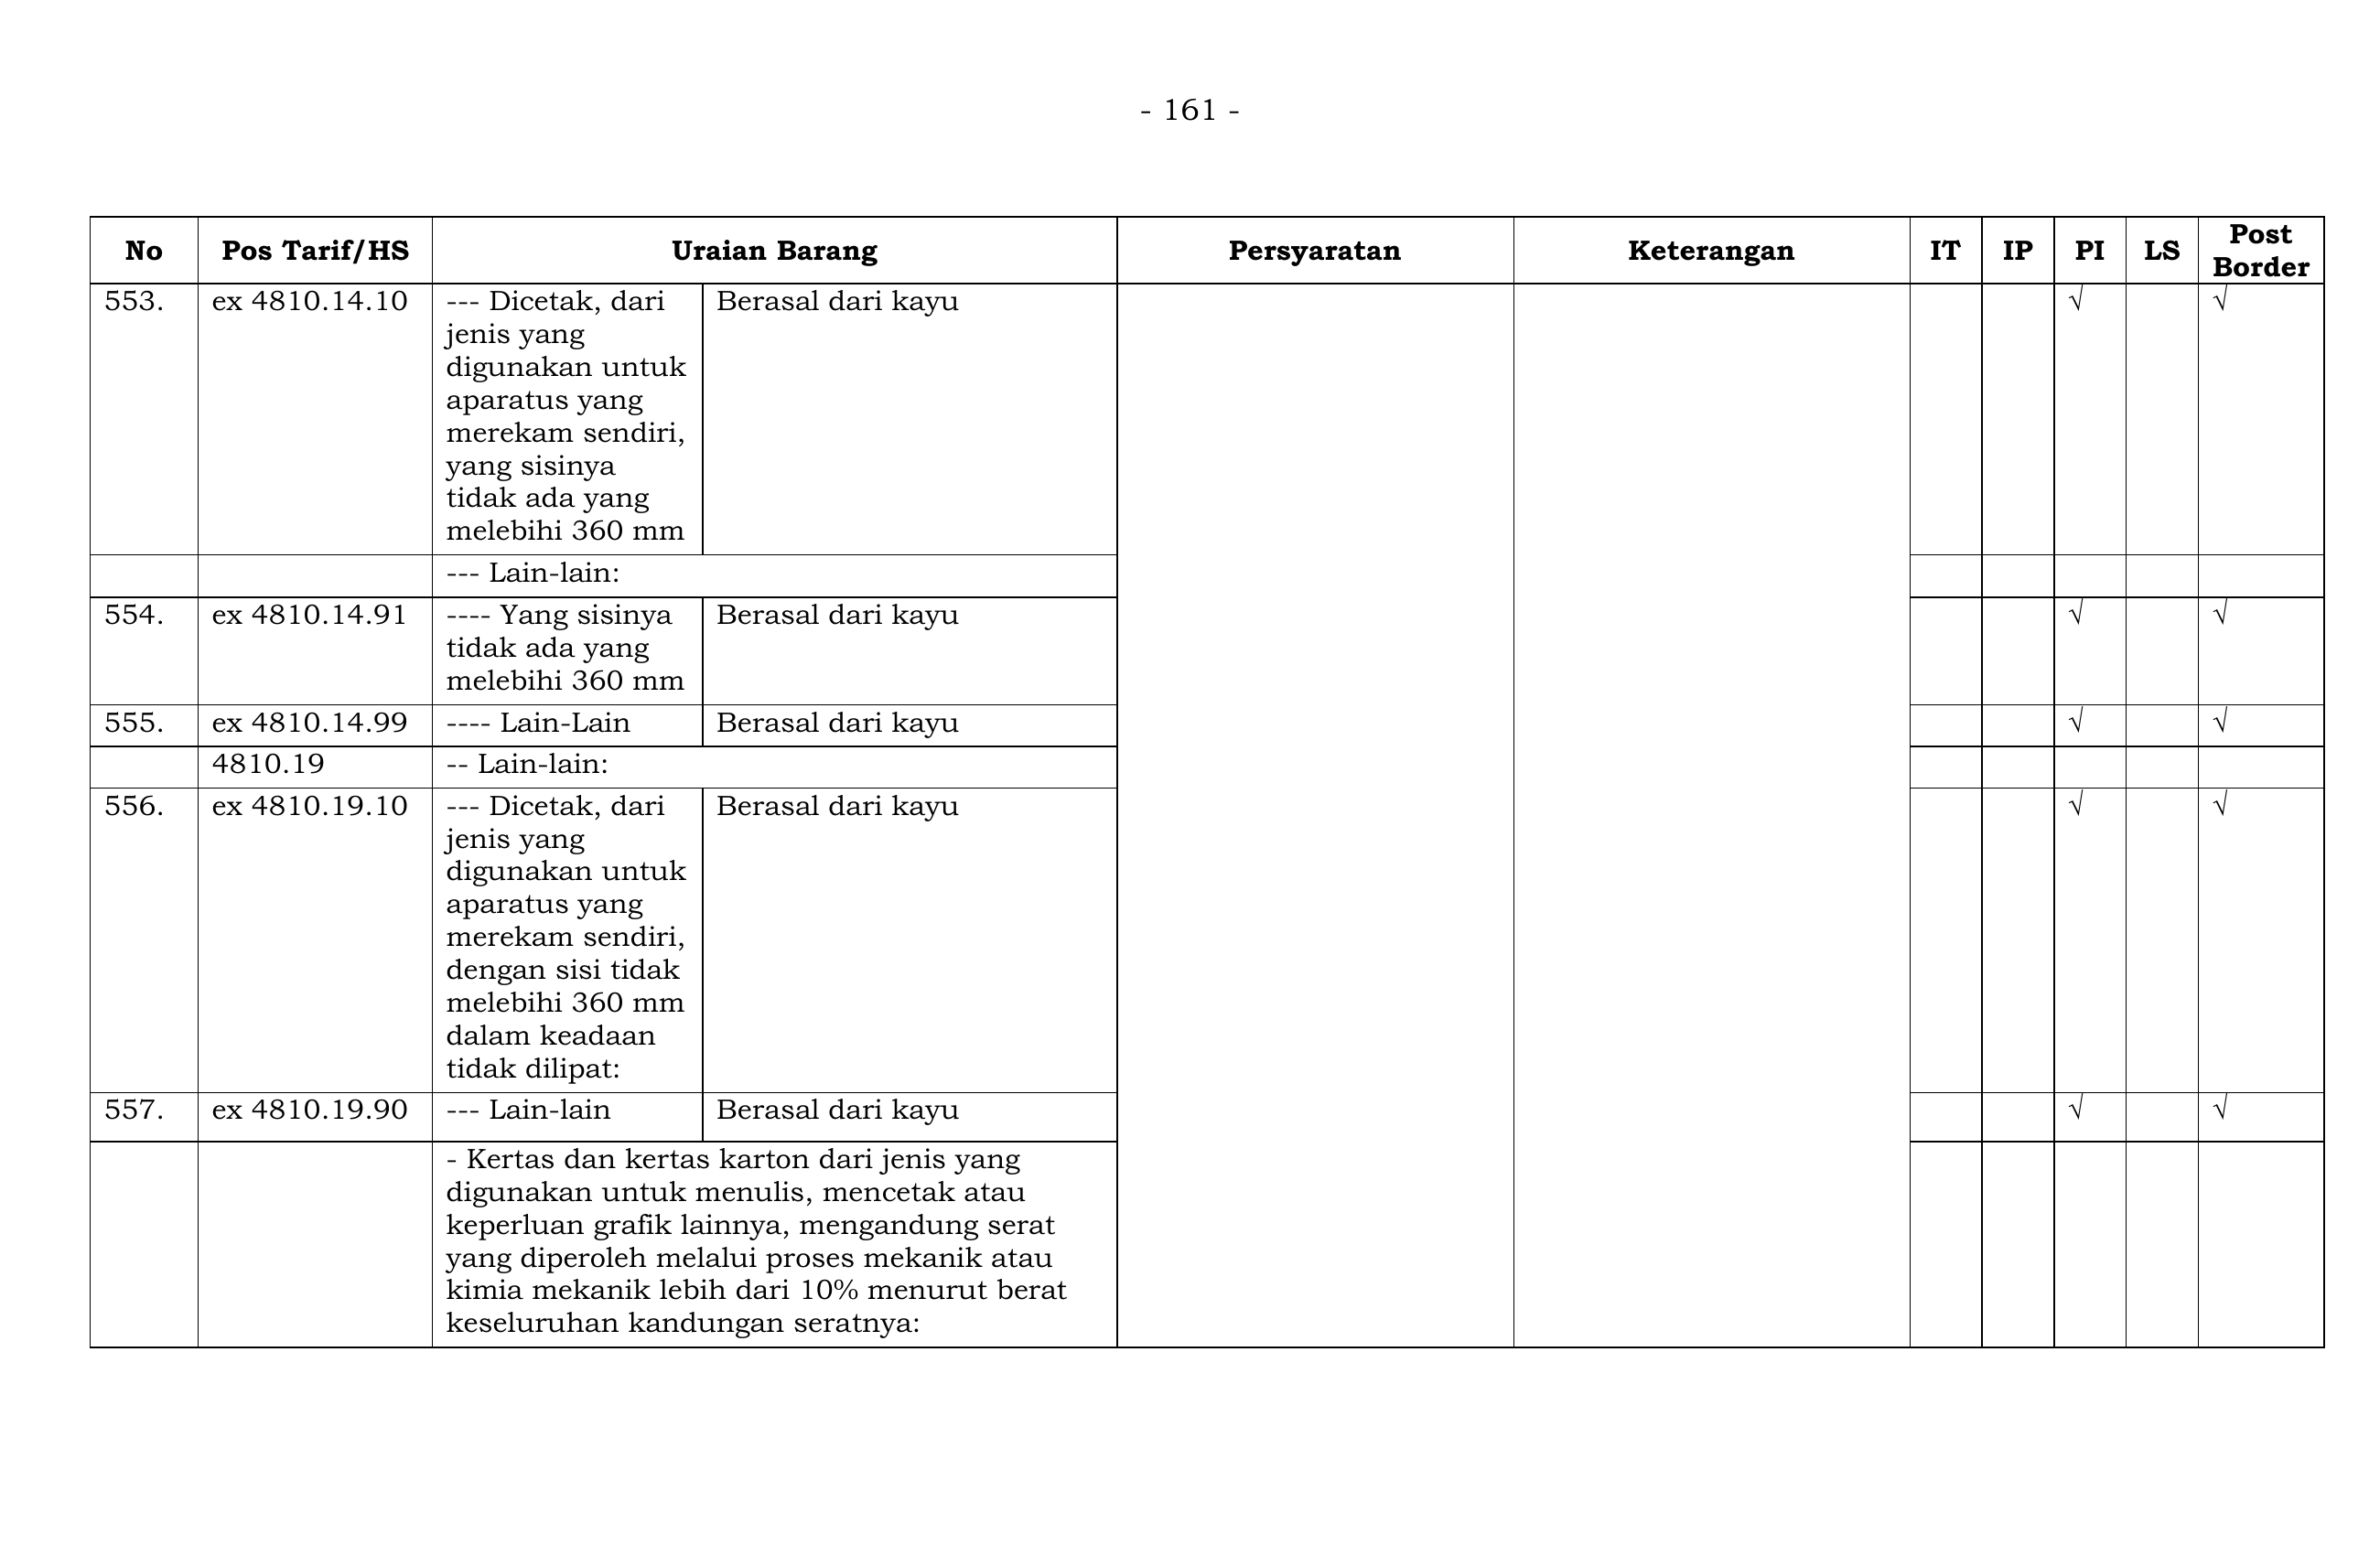 - 161 -
No Pos Tarif/HS Uraian Barang Persyaratan Keterangan IT IP PI LS Post Border
553. ex 4810.14.10 --- Dicetak, dari Berasal dari kayu √ √
jenis yang
digunakan untuk
aparatus yang
merekam sendiri,
yang sisinya
tidak ada yang
melebihi 360 mm
--- Lain-lain:
554. ex 4810.14.91 ---- Yang sisinya Berasal dari kayu √ √
tidak ada yang
melebihi 360 mm
555. ex 4810.14.99 ---- Lain-Lain Berasal dari kayu √ √
4810.19 -- Lain-lain:
556. ex 4810.19.10 --- Dicetak, dari Berasal dari kayu √ √
jenis yang
digunakan untuk
aparatus yang
merekam sendiri,
dengan sisi tidak
melebihi 360 mm
dalam keadaan
tidak dilipat:
557. ex 4810.19.90 --- Lain-lain Berasal dari kayu √ √
- Kertas dan kertas karton dari jenis yang
digunakan untuk menulis, mencetak atau
keperluan grafik lainnya, mengandung serat
yang diperoleh melalui proses mekanik atau
kimia mekanik lebih dari 10% menurut berat
keseluruhan kandungan seratnya: